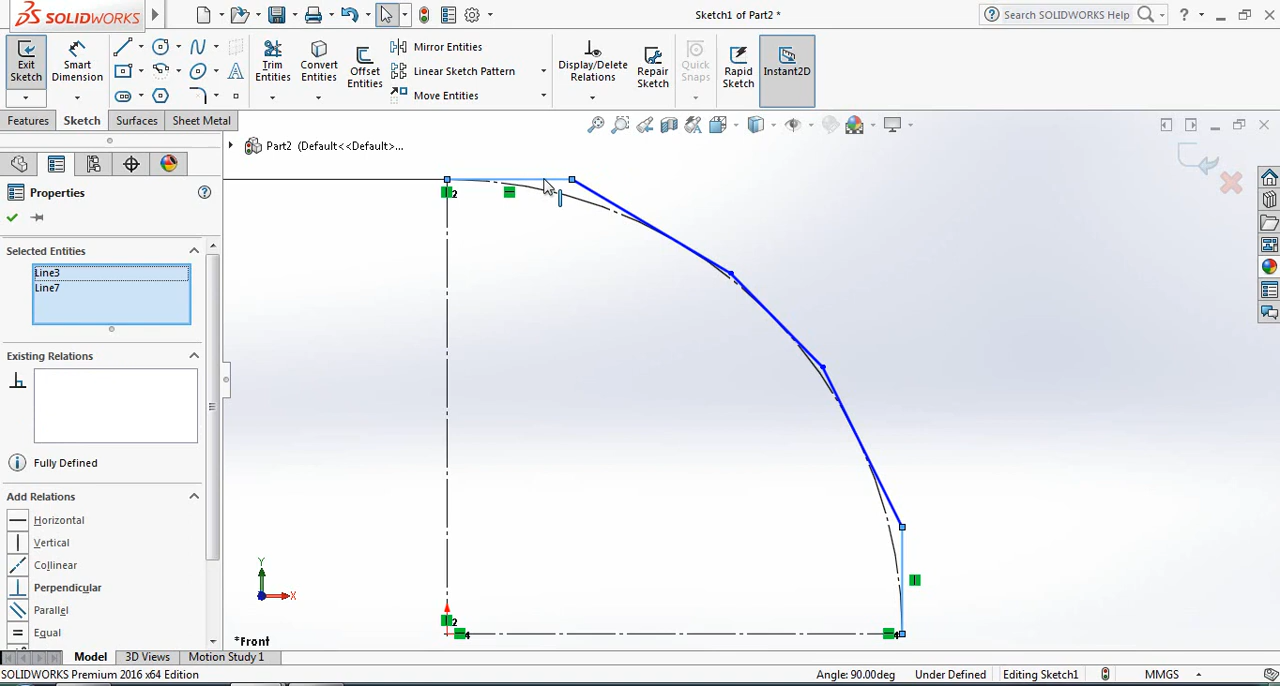 SOLIDWORKS
Sketch1 of Part2 *
Search SOLIDWORKS Help
?
Exit Sketch
Smart Dimension
Trim Entities
Convert Entities
Offset Entities
Mirror Entities
Linear Sketch Pattern
Move Entities
Display/Delete Relations
Repair Sketch
Quick Snaps
Rapid Sketch
Instant2D
Features
Sketch
Surfaces
Sheet Metal
Part2 (Default<<Default>...
Properties
?
Selected Entities
Line3
Line7
Existing Relations
Fully Defined
Add Relations
Horizontal
Vertical
Collinear
Perpendicular
Parallel
Equal
2
2
4
4
Y
X
*Front
Model
3D Views
Motion Study 1
SOLIDWORKS Premium 2016 x64 Edition
Angle: 90.00deg
Under Defined
Editing Sketch1
MMGS